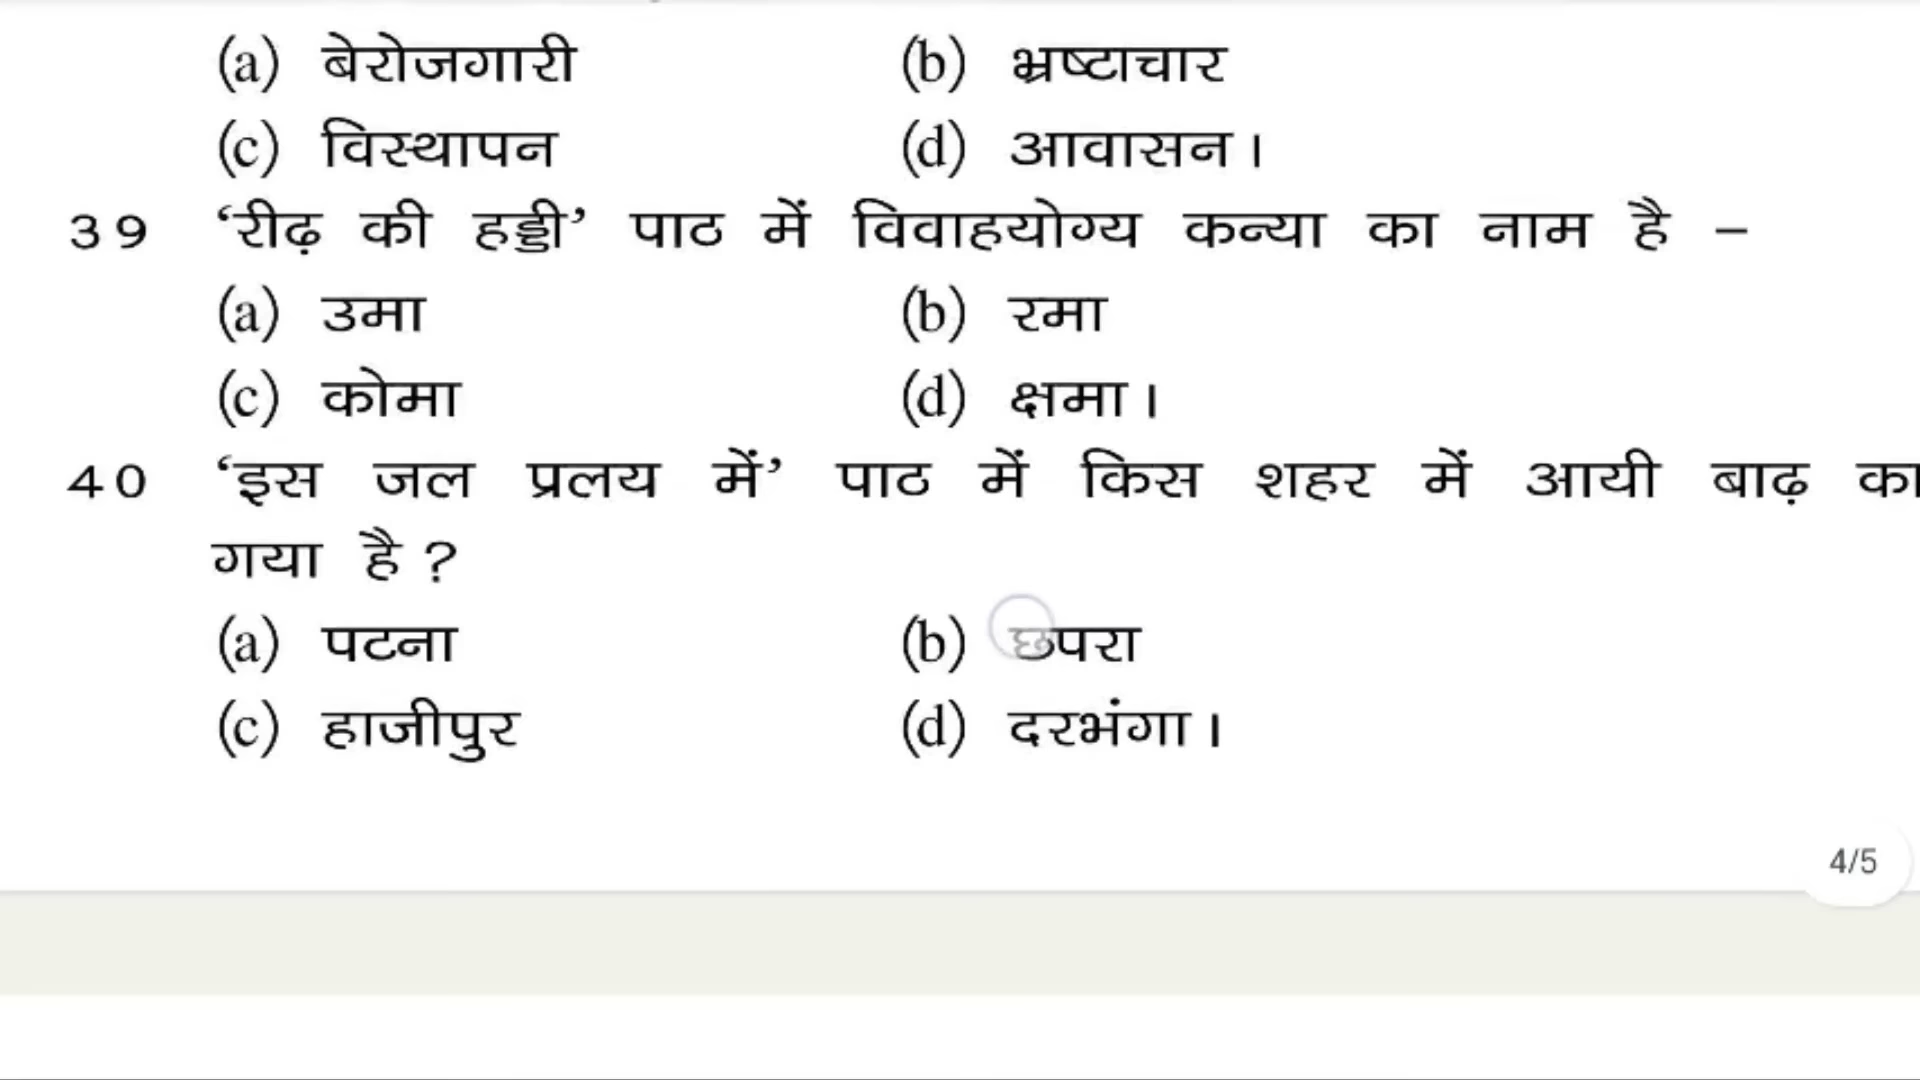 (a) बेरोजगारी (b) भ्रष्टाचार
(c) विस्थापन (d) आवासन।
39 ‘रीढ़ की हड्डी’ पाठ में विवाहयोग्य कन्या का नाम है –
(a) उमा (b) रमा
(c) कोमा (d) क्षमा।
40 ‘इस जल प्रलय में’ पाठ में किस शहर में आयी बाढ़ का
गया है ?
(a) पटना (b) छपरा
(c) हाजीपुर (d) दरभंगा।
4/5